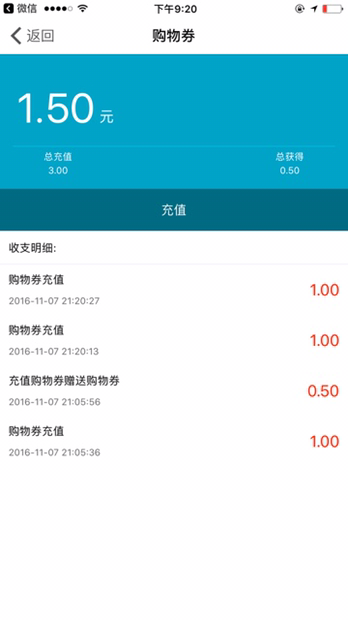 微信 下午9:20
返回 购物券
1.50 元
总充值 总获得
3.00 0.50
充值
收支明细:
购物券充值
1.00
2016-11-07 21:20:27
购物券充值
1.00
2016-11-07 21:20:13
充值购物券赠送购物券
0.50
2016-11-07 21:05:56
购物券充值
1.00
2016-11-07 21:05:36